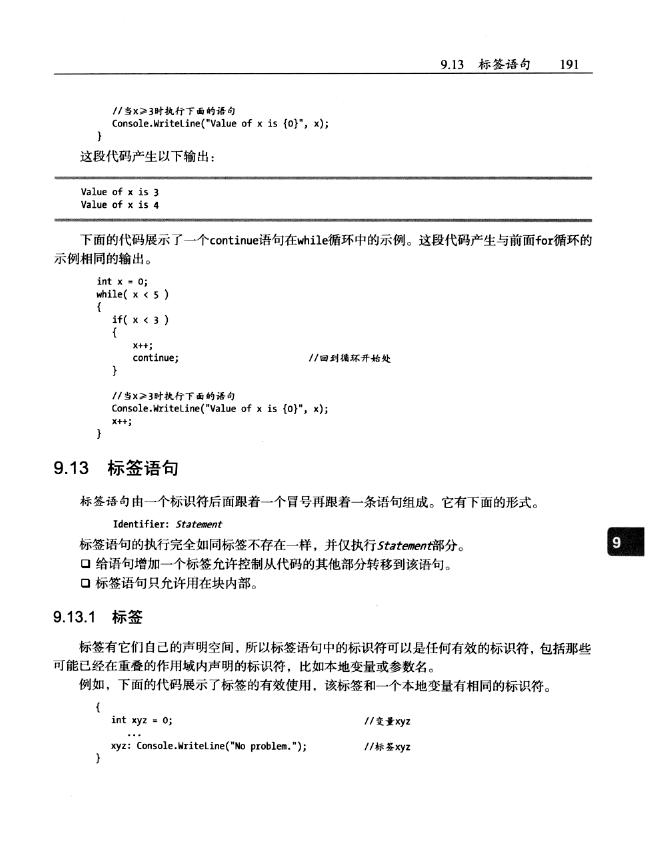 9.13 标签语句 191
//当x≥3时执行下面的语句
Console.WriteLine("Value of x is {0}", x);
}
这段代码产生以下输出：
Value of x is 3
Value of x is 4
下面的代码展示了一个continue语句在while循环中的示例。这段代码产生与前面for循环的
示例相同的输出。
int x = 0;
while( x < 5 )
{
if( x < 3 )
{
x++;
continue; //回到循环开始处
}
//当x≥3时执行下面的语句
Console.WriteLine("Value of x is {0}", x);
x++;
}
9.13 标签语句
标签语句由一个标识符后面跟着一个冒号再跟着一条语句组成。它有下面的形式。
Identifier: Statement
标签语句的执行完全如同标签不存在一样，并仅执行Statement部分。
9
❑ 给语句增加一个标签允许控制从代码的其他部分转移到该语句。
❑ 标签语句只允许用在块内部。
9.13.1 标签
标签有它们自己的声明空间，所以标签语句中的标识符可以是任何有效的标识符，包括那些
可能已经在重叠的作用域内声明的标识符，比如本地变量或参数名。
例如，下面的代码展示了标签的有效使用，该标签和一个本地变量有相同的标识符。
{
int xyz = 0; //变量xyz
...
xyz: Console.WriteLine("No problem."); //标签xyz
}